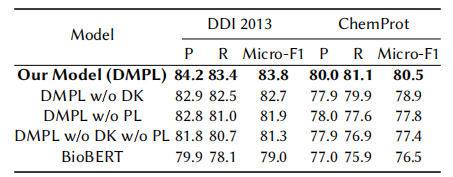 Model DDI 2013 ChemProt
P R Micro-F1 P R Micro-F1
Our Model (DMPL) 84.2 83.4 83.8 80.0 81.1 80.5
DMPL w/o DK 82.9 82.5 82.7 77.9 79.9 78.9
DMPL w/o PL 82.8 81.0 81.9 78.0 77.6 77.8
DMPL w/o DK w/o PL 81.8 80.7 81.3 77.9 76.9 77.4
BioBERT 79.9 78.1 79.0 77.0 75.9 76.5